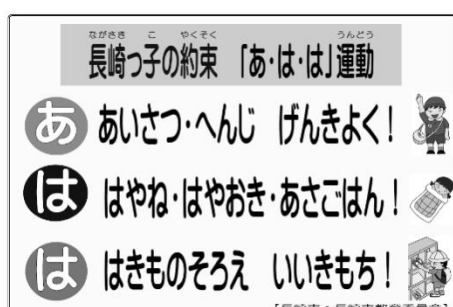 ながさき こ やくそく うんどう
長崎っ子の約束 「あ・は・は」運動
あ あいさつ・へんじ げんきよく!
は はやね・はやおき・あさごはん!
は はきものそろえ いいきもち!